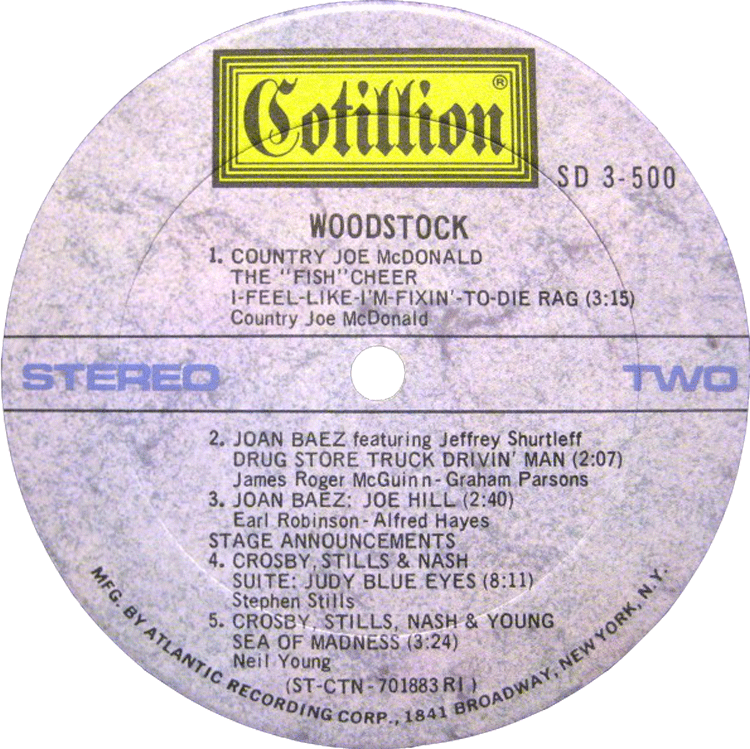 Cotillion®
SD 3-500
WOODSTOCK
1. COUNTRY JOE McDONALD
THE "FISH" CHEER
I-FEEL-LIKE-I'M-FIXIN'-TO-DIE RAG (3:15)
Country Joe McDonald
STEREO TWO
2. JOAN BAEZ featuring Jeffrey Shurtleff
DRUG STORE TRUCK DRIVIN' MAN (2:07)
James Roger McGuinn - Graham Parsons
3. JOAN BAEZ: JOE HILL (2:40)
Earl Robinson - Alfred Hayes
STAGE ANNOUNCEMENTS
4. CROSBY, STILLS & NASH
SUITE: JUDY BLUE EYES (8:11)
Stephen Stills
5. CROSBY, STILLS, NASH & YOUNG
SEA OF MADNESS (3:24)
Neil Young
(ST-CTN-701883 RI)
MFG. BY ATLANTIC RECORDING CORP., 1841 BROADWAY, NEW YORK, N.Y.